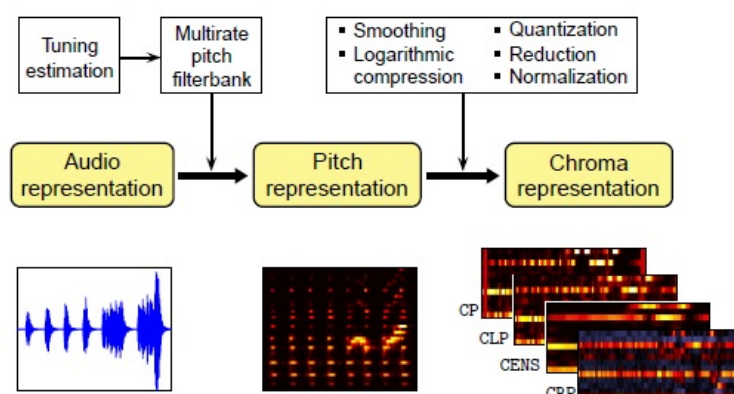 Tuning
estimation
Multirate
pitch
filterbank
▪ Smoothing
▪ Logarithmic
compression
▪ Quantization
▪ Reduction
▪ Normalization
Audio
representation
Pitch
representation
Chroma
representation
CP
CLP
CENS
CRP